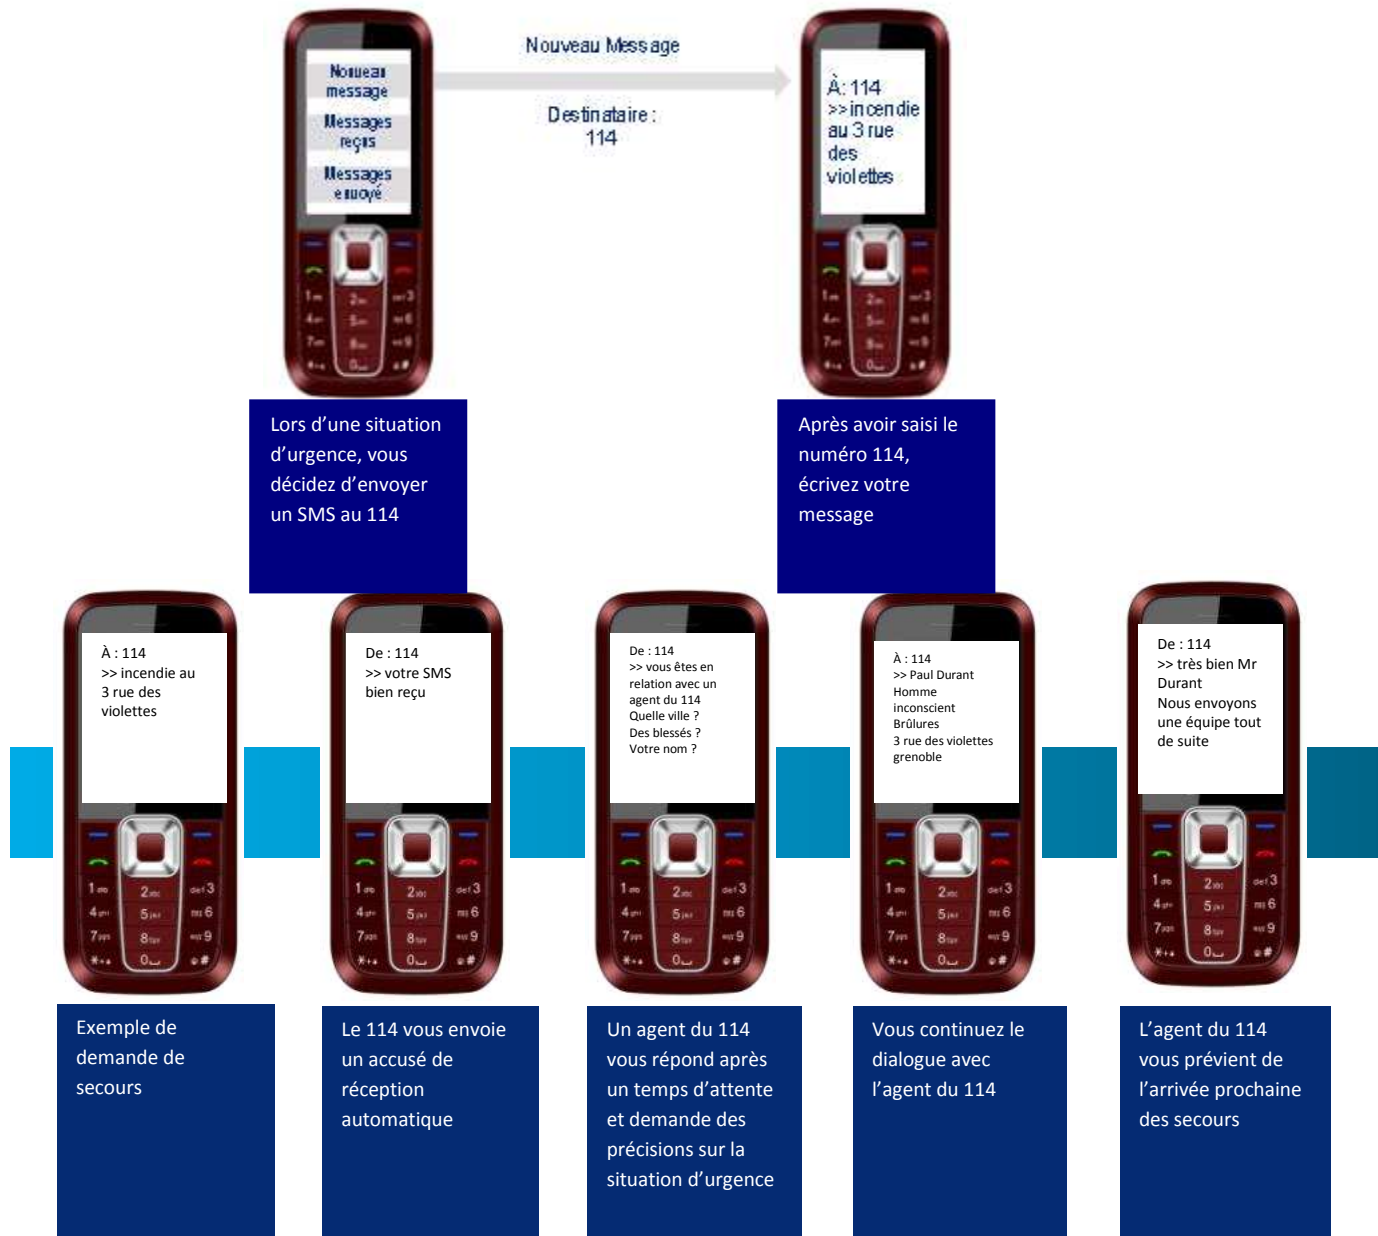 Nouveau
message
Messages
reçus
Messages
envoyé
Nouveau Message
Destinataire :
114
À: 114
>>incendie
au 3 rue
des
violettes
Lors d’une situation
d’urgence, vous
décidez d’envoyer
un SMS au 114
Après avoir saisi le
numéro 114,
écrivez votre
message
À : 114
>> incendie au
3 rue des
violettes
De : 114
>> votre SMS
bien reçu
De : 114
>> vous êtes en
relation avec un
agent du 114
Quelle ville ?
Des blessés ?
Votre nom ?
À : 114
>> Paul Durant
Homme
inconscient
Brûlures
3 rue des violettes
grenoble
De : 114
>> très bien Mr
Durant
Nous envoyons
une équipe tout
de suite
Exemple de
demande de
secours
Le 114 vous envoie
un accusé de
réception
automatique
Un agent du 114
vous répond après
un temps d’attente
et demande des
précisions sur la
situation d’urgence
Vous continuez le
dialogue avec
l’agent du 114
L’agent du 114
vous prévient de
l’arrivée prochaine
des secours